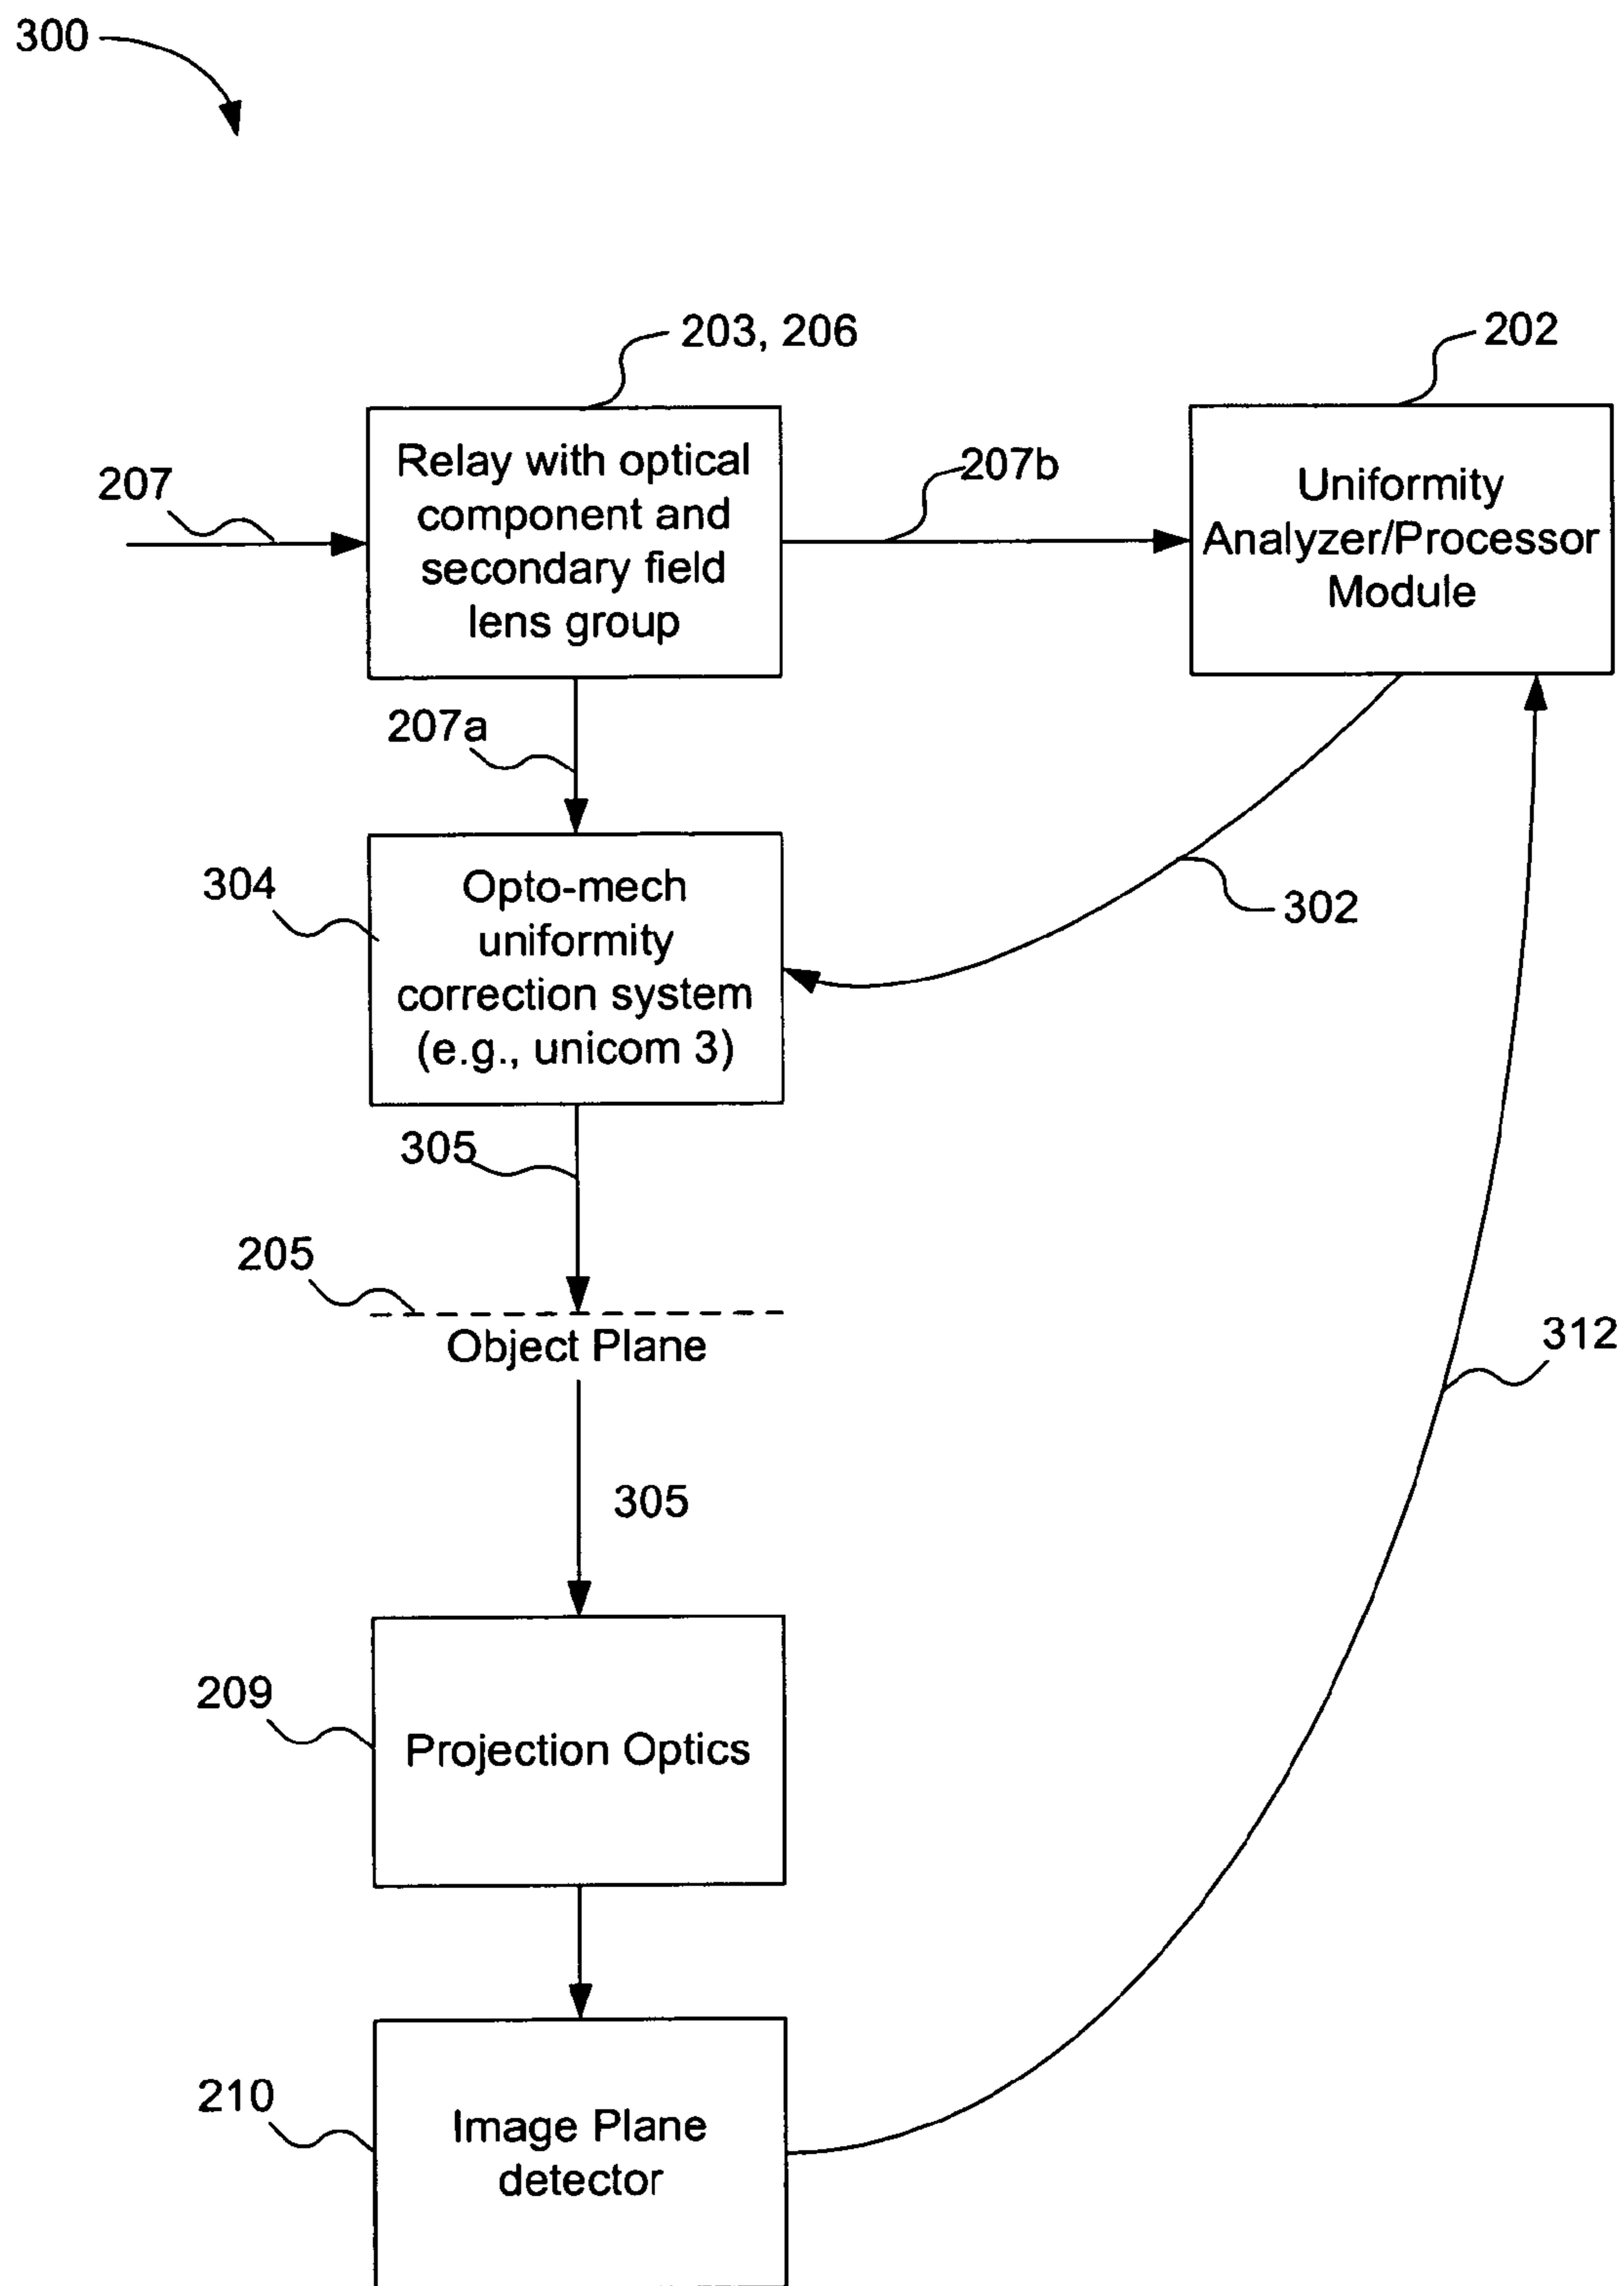 300
203, 206
202
Relay with optical
component and
secondary field
lens group
207
207b
Uniformity
Analyzer/Processor
Module
207a
304
Opto-mech
uniformity
correction system
(e.g., unicom 3)
302
305
205
Object Plane
312
305
209
Projection Optics
210
Image Plane
detector